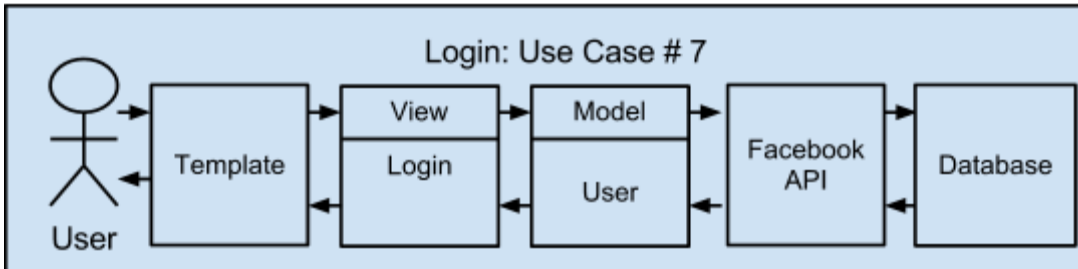 Login: Use Case # 7
User
Template
View
Login
Model
User
Facebook
API
Database